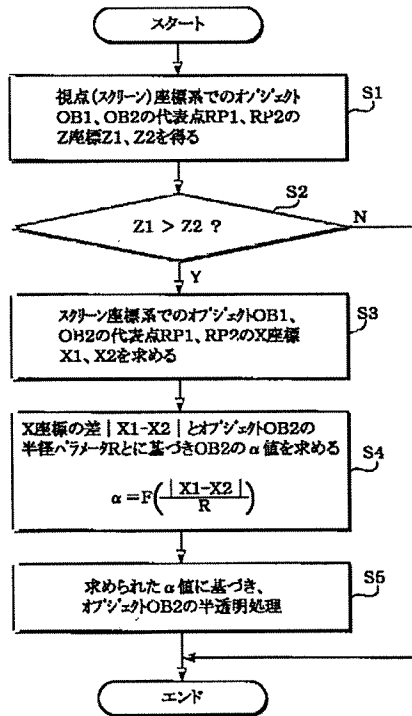 スタート
S1
視点(スクリーン)座標系でのオブジェクト
OB1、OB2の代表点RP1、RP2の
Z座標Z1、Z2を得る
S2
Z1 > Z2 ?
N
Y
S3
スクリーン座標系でのオブジェクトOB1、
OB2の代表点RP1、RP2のX座標
X1、X2を求める
X座標の差|X1-X2|とオブジェクトOB2の
半径パラメータRとに基づきOB2のα値を求める
S4
α=F(|X1-X2|/R)
S5
求められたα値に基づき、
オブジェクトOB2の半透明処理
エンド